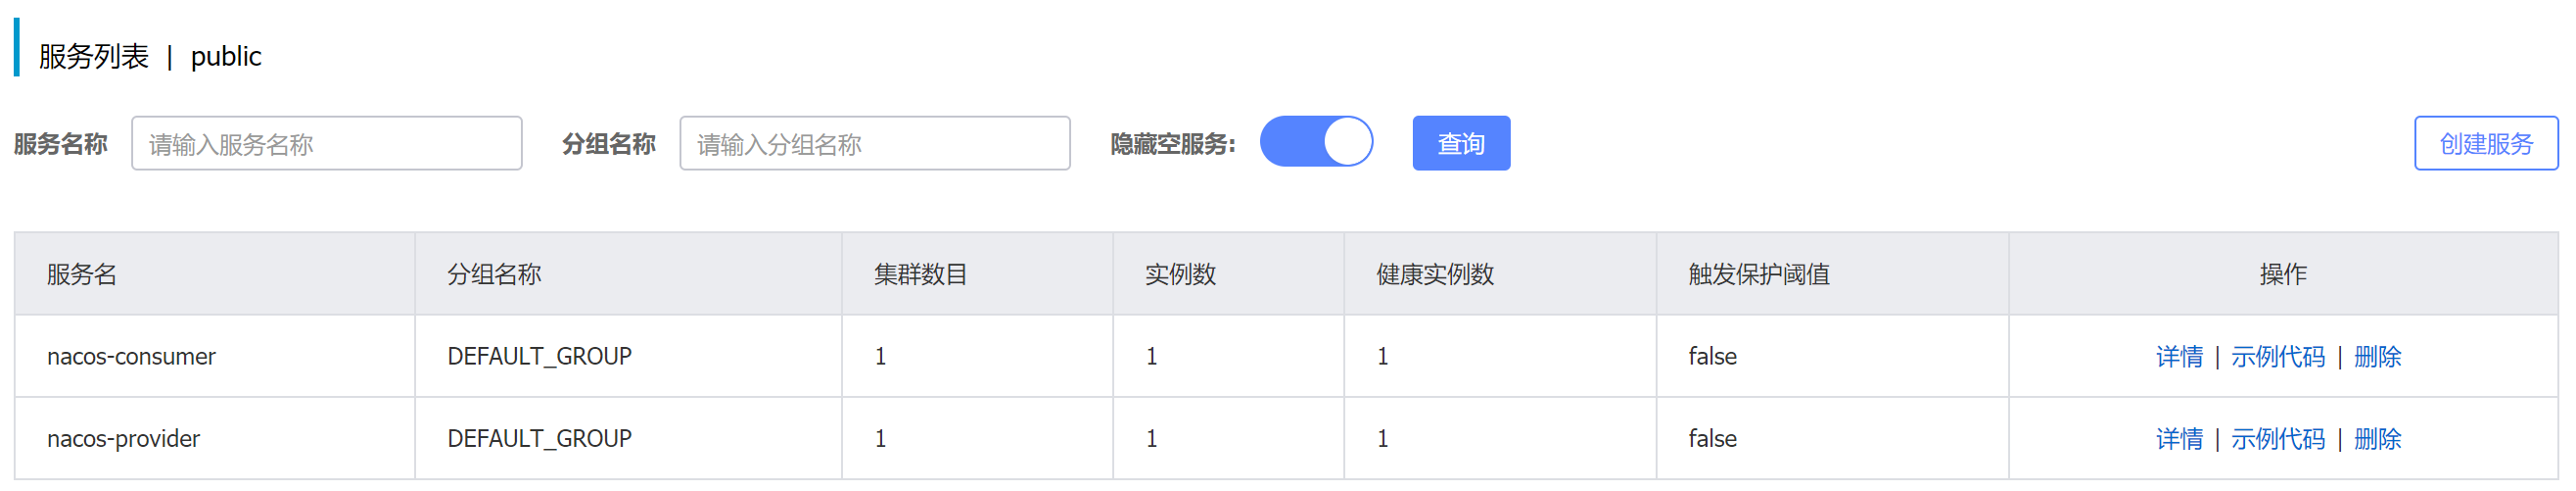 服务列表 | public
服务名称 请输入服务名称 分组名称 请输入分组名称 隐藏空服务: 查询 创建服务
服务名 分组名称 集群数目 实例数 健康实例数 触发保护阈值 操作
nacos-consumer DEFAULT_GROUP 1 1 1 false 详情 | 示例代码 | 删除
nacos-provider DEFAULT_GROUP 1 1 1 false 详情 | 示例代码 | 删除